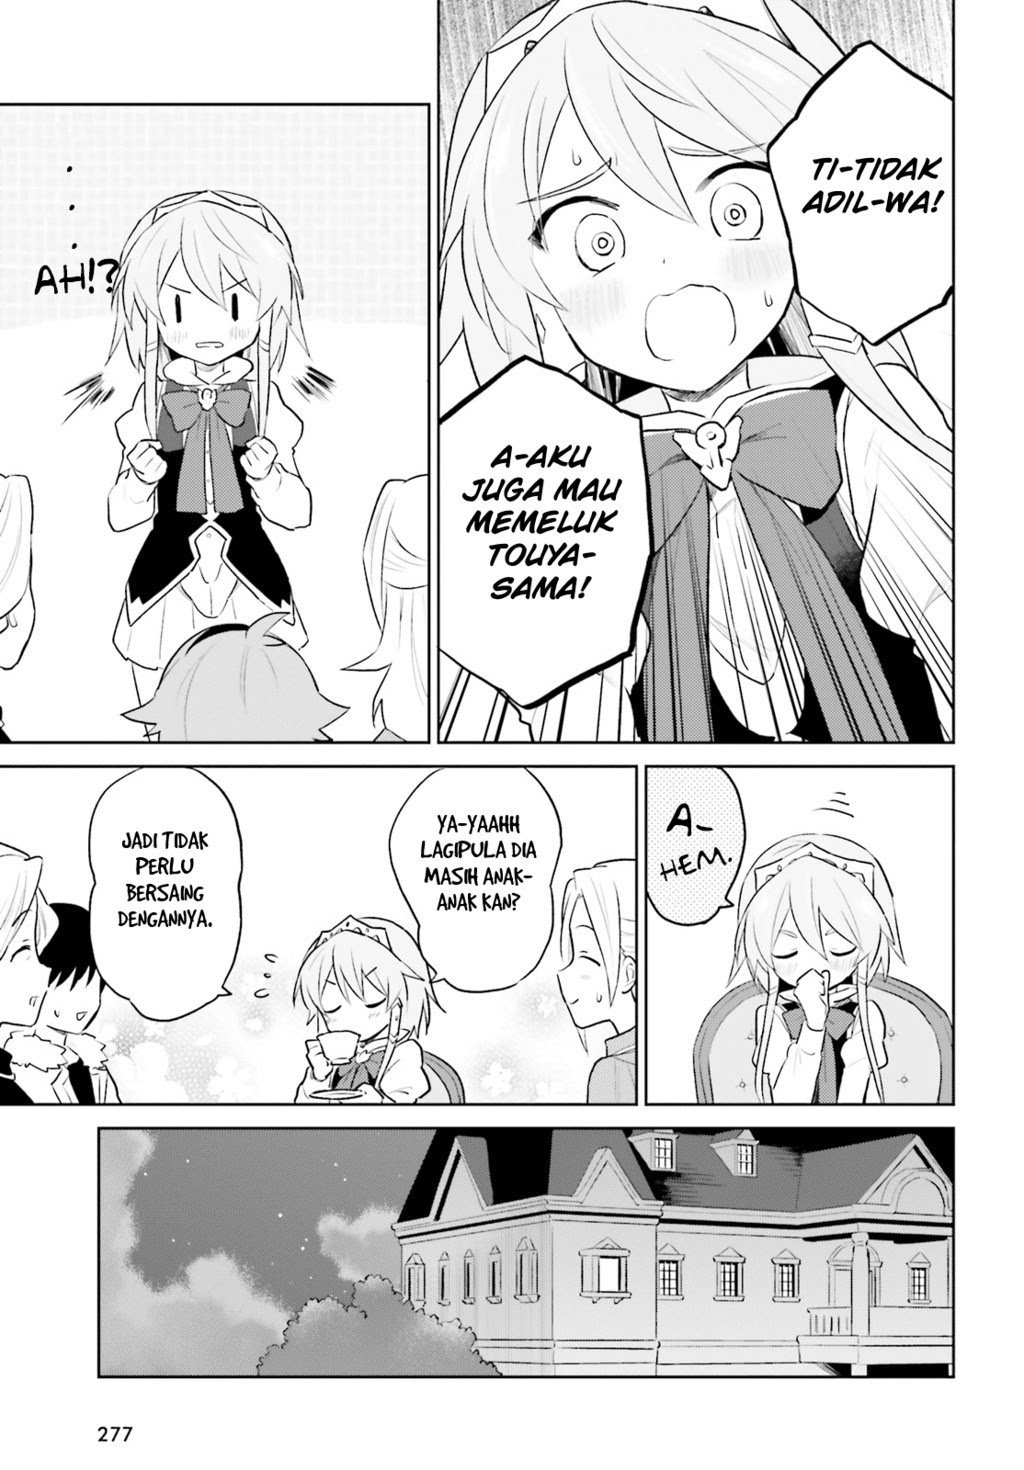 TI-TIDAK
ADIL-WA!
A-AKU
JUGA MAU
MEMELUK
TOUYA-
SAMA!
. . .
AH!?
A-
HEM.
YA-YAAHH
LAGIPULA DIA
MASIH ANAK-
ANAK KAN?
JADI TIDAK
PERLU
BERSAING
DENGANNYA.
277